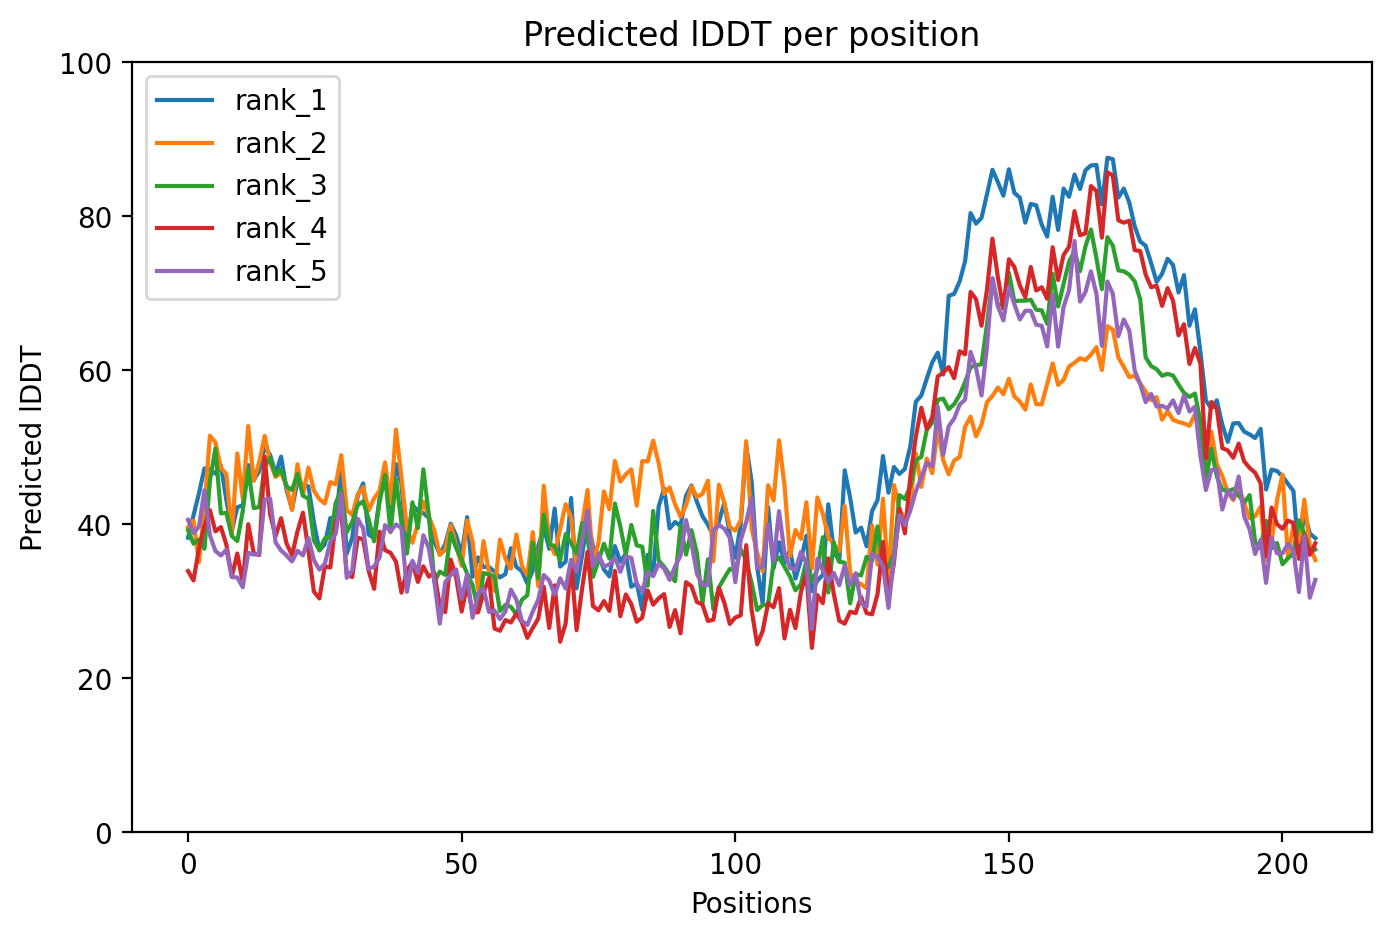 Predicted lDDT per position
100
80
60
40
20
0
Predicted lDDT
rank_1
rank_2
rank_3
rank_4
rank_5
0 50 100 150 200
Positions